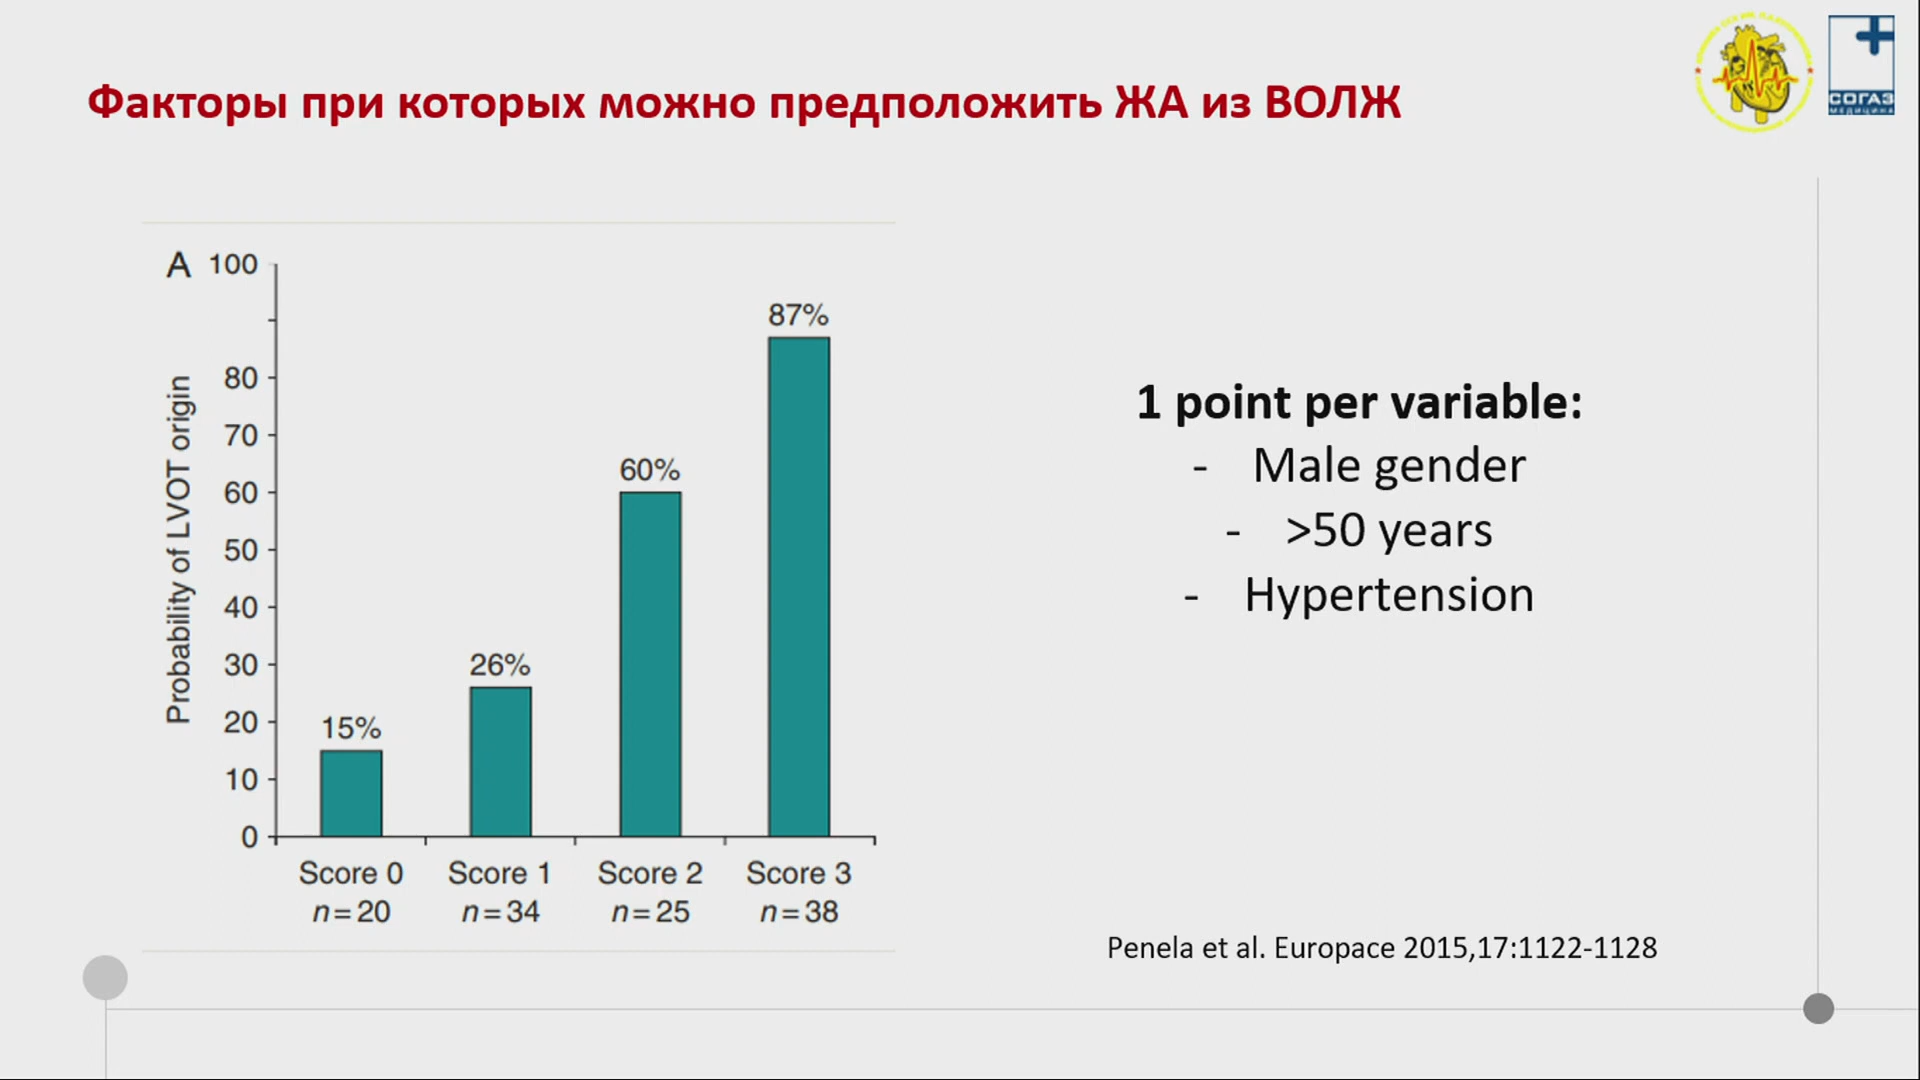 Факторы при которых можно предположить ЖА из ВОЛЖ
СОГАЗ
медицина
A
100
80
70
60
50
40
30
20
10
0
Probability of LVOT origin
15%
26%
60%
87%
Score 0 Score 1 Score 2 Score 3
n=20 n=34 n=25 n=38
1 point per variable:
- Male gender
- >50 years
- Hypertension
Penela et al. Europace 2015,17:1122-1128